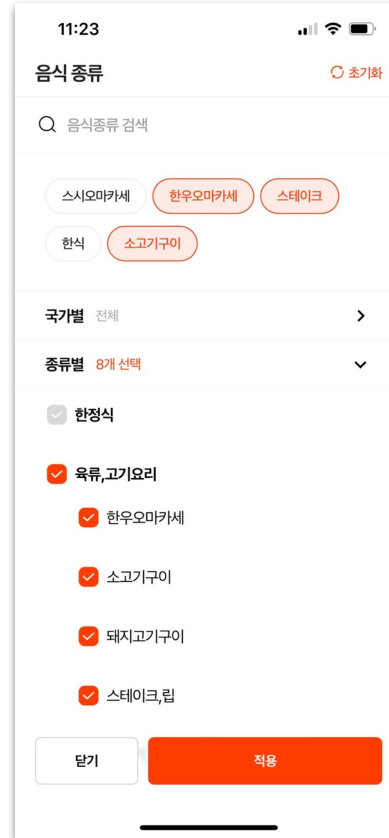 11:23
음식 종류 초기화
음식종류 검색
스시오마카세 한우오마카세 스테이크
한식 소고기구이
국가별 전체
종류별 8개 선택
한정식
육류,고기요리
한우오마카세
소고기구이
돼지고기구이
스테이크,립
닫기 적용